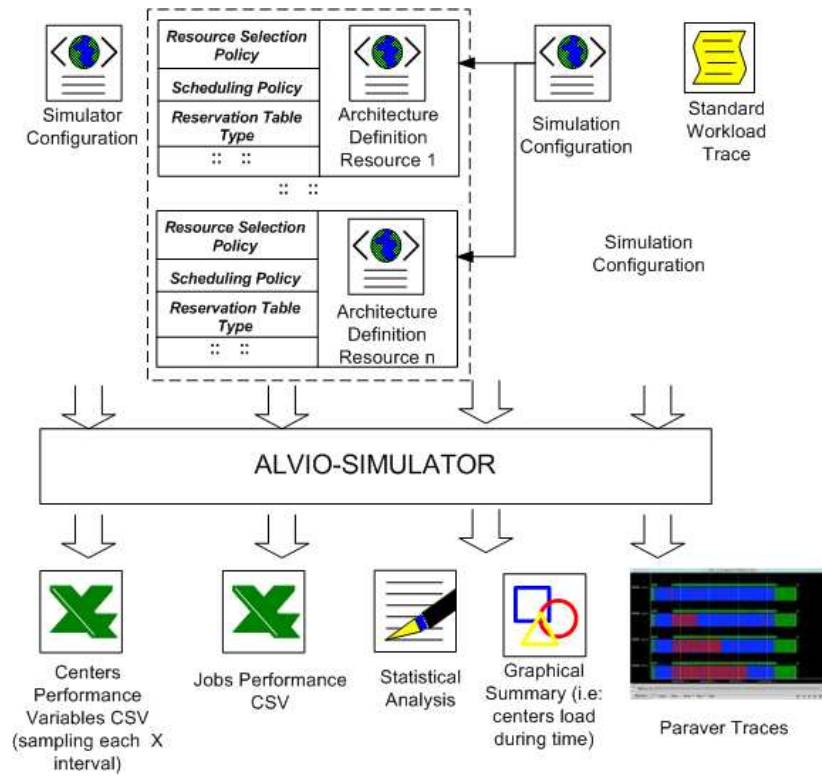 Simulator
Configuration
Resource Selection
Policy
Scheduling Policy
Reservation Table
Type
:: ::
Architecture
Definition
Resource 1
Simulation
Configuration
Standard
Workload
Trace
:: ::
Resource Selection
Policy
Scheduling Policy
Reservation Table
Type
:: ::
Architecture
Definition
Resource n
Simulation
Configuration
ALVIO-SIMULATOR
Centers
Performance
Variables CSV
(sampling each X
interval)
Jobs Performance
CSV
Statistical
Analysis
Graphical
Summary (i.e:
centers load
during time)
Paraver Traces